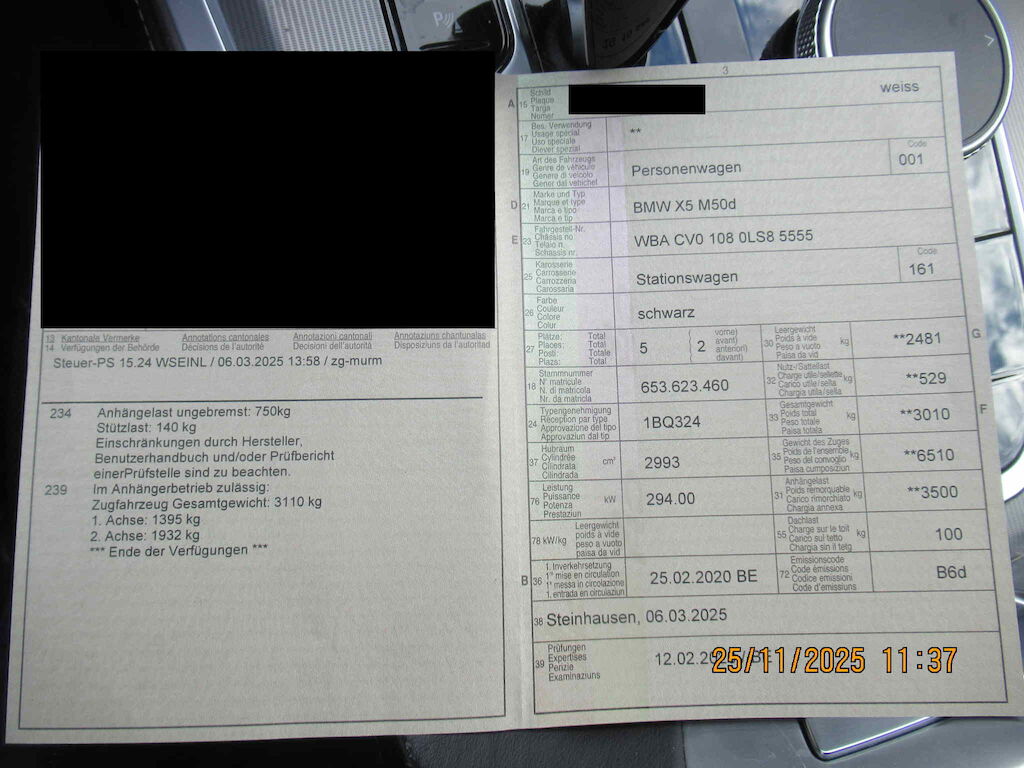 P
3
A 15 Schild Plaque Targa Nomer weiss
17 Bes. Verwendung Usage spécial Uso speciale Diever spezial **
19 Art des Fahrzeugs Genre de véhicule Genere di veicolo Gener dal vehichel Personenwagen Code 001
D 21 Marke und Typ Marque et type Marca e tipo Marca e tip BMW X5 M50d
E 23 Fahrgestell-Nr. Châssis no Telaio n. Schassis nr. WBA CV0 108 0LS8 5555
25 Karosserie Carrosserie Carrozzeria Carossaria Stationswagen Code 161
26 Farbe Couleur Colore Colur schwarz
Plätze: Total Places: Total Posti: Totale Plazs: Total 27 5 ( 2 vorne) avant) anteriori) davant)
30 Leergewicht Poids à vide Peso a vuoto Paisa da vid kg **2481 G
18 Stammnummer N° matricule N. di matricola Nr. da matricla 653.623.460
32 Nutz-/Sattellast Charge utile/sellette Carico utile/sella Chargia utila/sella kg **529
24 Typengenehmigung Réception par type Approvazione del tipo Approvaziun dal tip 1BQ324
33 Gesamtgewicht Poids total Peso totale Paisa totala kg **3010 F
37 Hubraum Cylindrée Cilindrata Cilindrada cm³ 2993
35 Gewicht des Zuges Poids de l'ensemble Peso del convoglio Paisa cumposiziun kg **6510
76 Leistung Puissance Potenza Prestaziun kW 294.00
31 Anhängelast Poids remorquable Carico rimorchiato Chargia annexa kg **3500
78 kW/kg Leergewicht poids à vide peso a vuoto paisa da vid
55 Dachlast Charge sur le toit Carico sul tetto Chargia sin il tetg kg 100
B 36 1. Inverkehrsetzung 1re mise en circulation 1a messa in circolazione 1. entrada en circulaziun 25.02.2020 BE
72 Emissionscode Code émissions Codice emissioni Code d'emissiuns B6d
38 Steinhausen, 06.03.2025
39 Prüfungen Expertises Perizie Examinaziuns 12.02.20
25/11/2025 11:37
13 Kantonale Vermerke Annotations cantonales Annotazioni cantonali Annotaziuns chantunalas
14 Verfügungen der Behörde Décisions de l'autorité Decisioni dell'autorità Disposiziuns da l'autoritad
Steuer-PS 15.24 WSEINL / 06.03.2025 13:58 / zg-murm
234 Anhängelast ungebremst: 750kg
Stützlast: 140 kg
Einschränkungen durch Hersteller,
Benutzerhandbuch und/oder Prüfbericht
einerPrüfstelle sind zu beachten.
239 Im Anhängerbetrieb zulässig:
Zugfahrzeug Gesamtgewicht: 3110 kg
1. Achse: 1395 kg
2. Achse: 1932 kg
*** Ende der Verfügungen ***